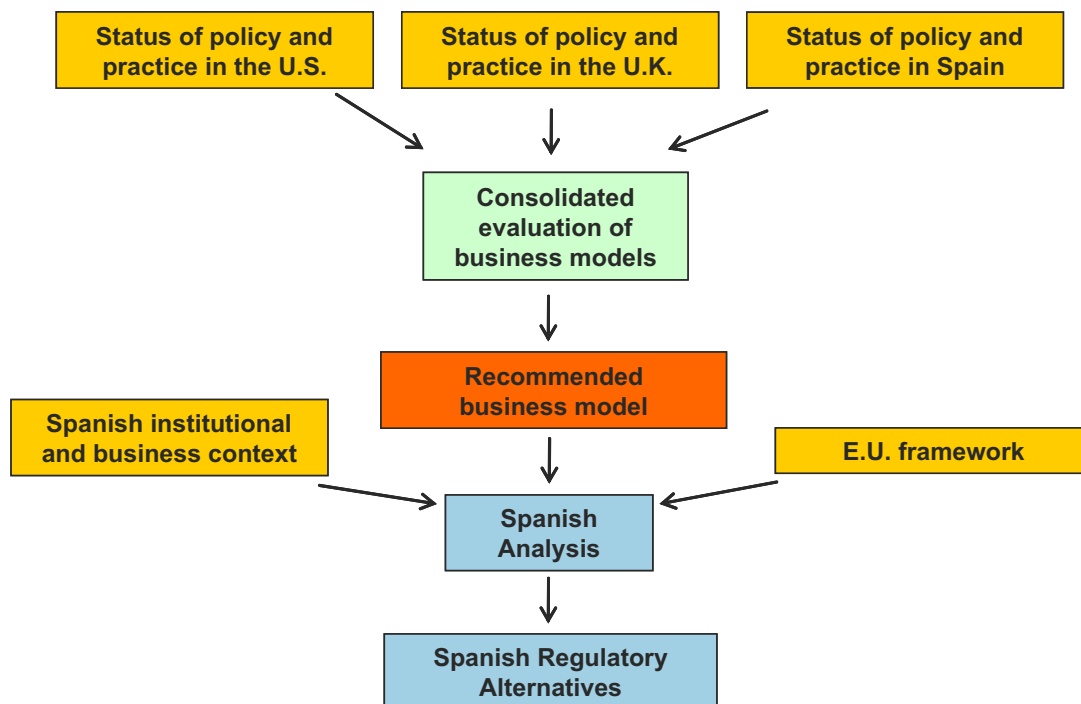 Status of policy and
practice in the U.S.
Status of policy and
practice in the U.K.
Status of policy and
practice in Spain
Consolidated
evaluation of
business models
Recommended
business model
Spanish institutional
and business context
E.U. framework
Spanish
Analysis
Spanish Regulatory
Alternatives